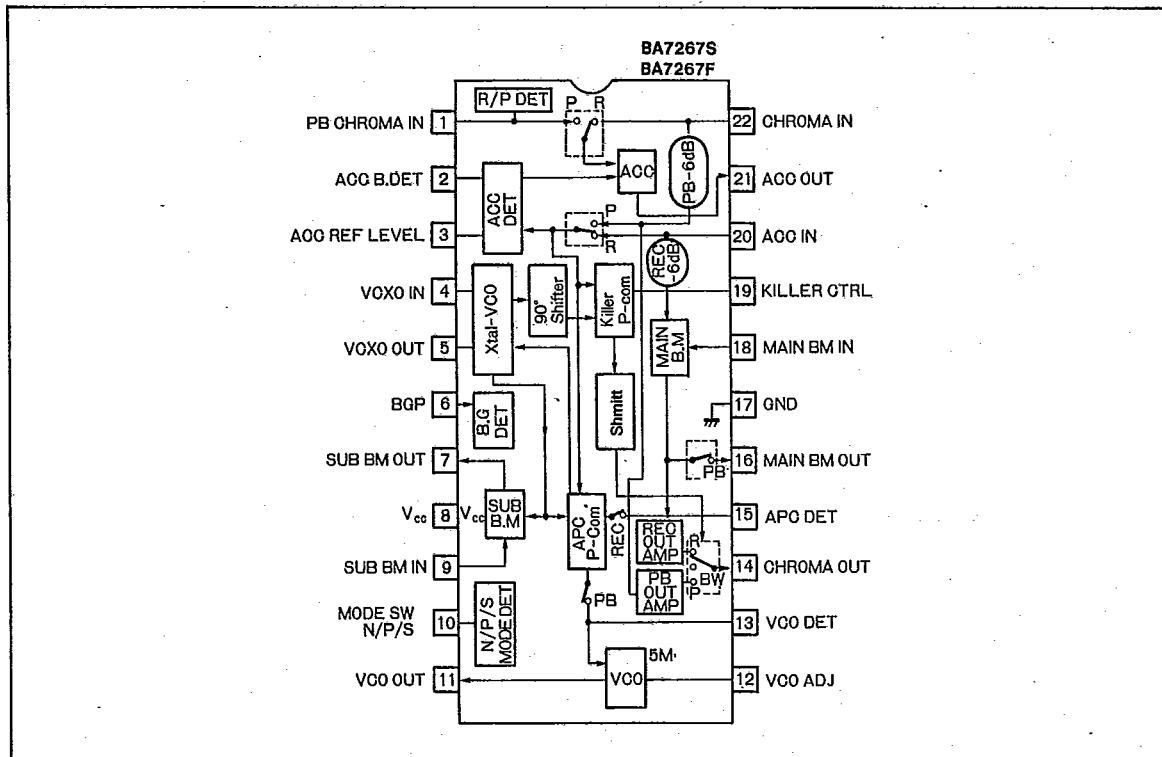 BA7267S
BA7267F
R/P DET
P R
PB CHROMA IN 1
22 CHROMA IN
ACC
PB-6dB
ACC B.DET 2
21 ACC OUT
ACC DET
P
R
ACC REF LEVEL 3
20 ACC IN
REC -6dB
VCXO IN 4
Xtal-VCO
90° Shifter
Killer P-com
19 KILLER CTRL
MAIN B.M
VCXO OUT 5
18 MAIN BM IN
BGP 6
B.G DET
Shmitt
17 GND
SUB BM OUT 7
PB
16 MAIN BM OUT
Vcc 8
Vcc
SUB B.M
APC P-Com
REC
15 APC DET
REC OUT AMP
R
BW
P
14 CHROMA OUT
PB OUT AMP
SUB BM IN 9
PB
MODE SW N/P/S 10
N/P/S MODE DET
13 VCO DET
5M
VCO
VCO OUT 11
12 VCO ADJ